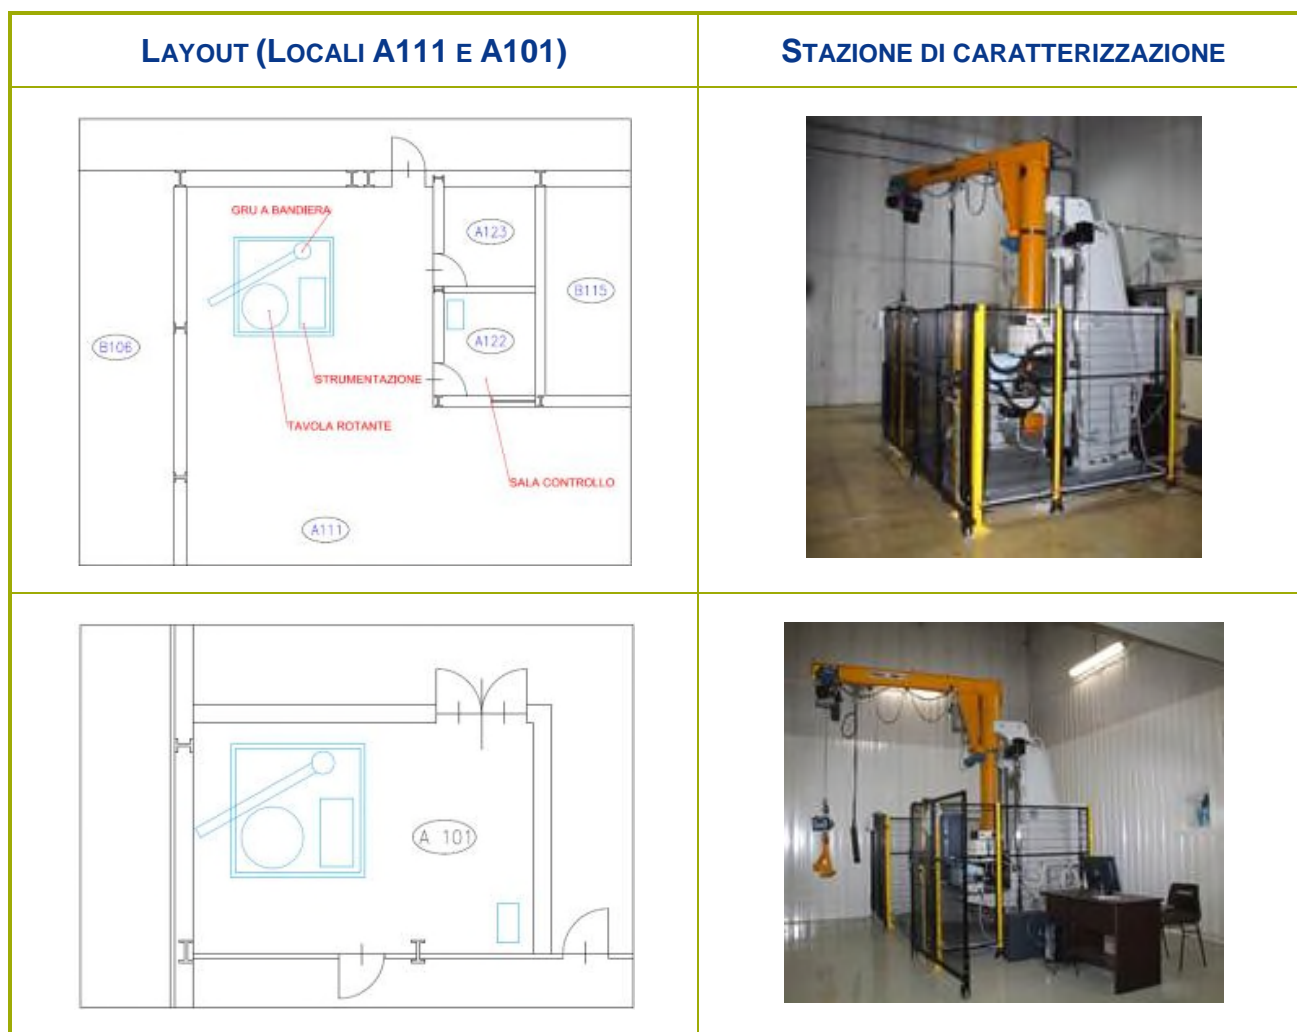 LAYOUT (LOCALI A111 E A101)
STAZIONE DI CARATTERIZZAZIONE
GRU A BANDIERA
A123
B115
B106
A122
STRUMENTAZIONE
TAVOLA ROTANTE
SALA CONTROLLO
A111
A 101